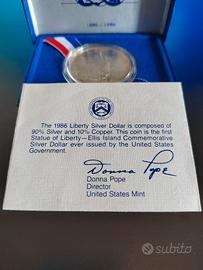 1886-1986
The 1986 Liberty Silver Dollar is composed of
90% Silver and 10% Copper. This coin is the first
Statue of Liberty—Ellis Island Commemorative
Silver Dollar ever issued by the United States
Government.
Donna Pope
Donna Pope
Director
United States Mint
subito